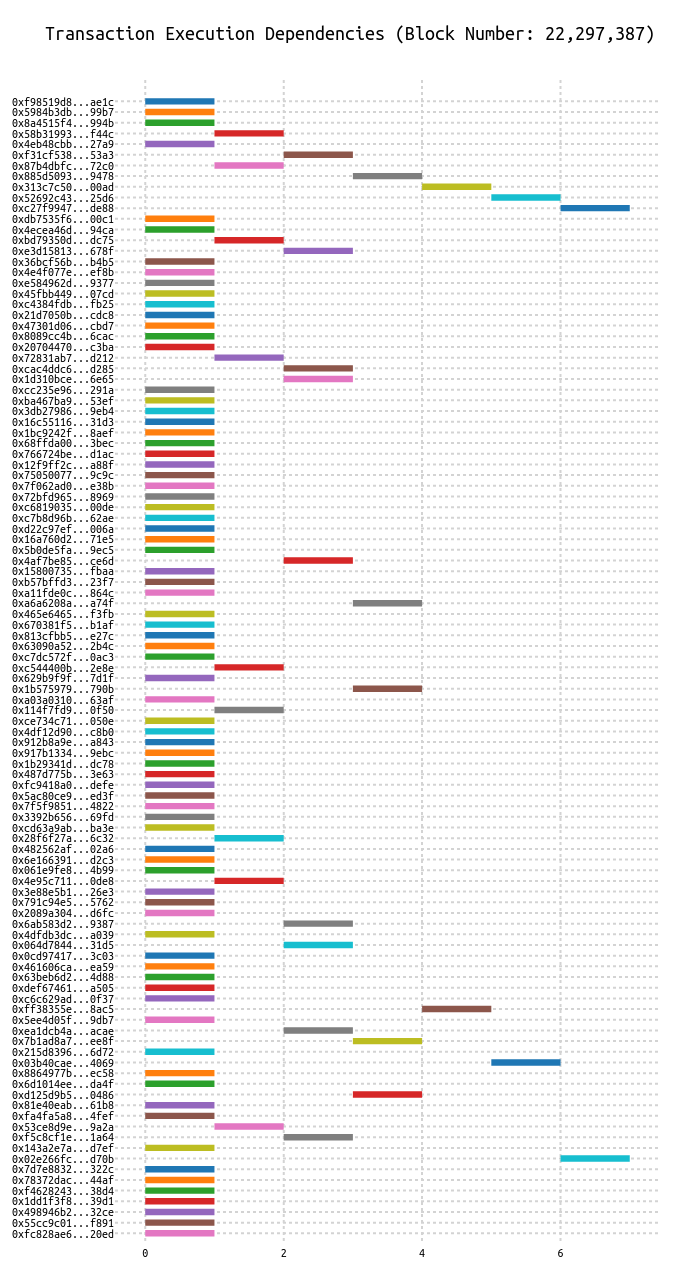 Transaction Execution Dependencies (Block Number: 22,297,387)
0xf98519d8...ae1c
0x5984b3db...99b7
0x8a4515f4...994b
0x58b31993...f44c
0x4eb48cbb...27a9
0xf31cf538...53a3
0x87b4dbfc...72c0
0x885d5093...9478
0x313c7c50...00ad
0x52692c43...25d6
0xc27f9947...de88
0xdb7535f6...00c1
0x4ecea46d...94ca
0xbd79350d...dc75
0xe3d15813...678f
0x36bcf56b...b4b5
0x4e4f077e...ef8b
0xe584962d...9377
0x45fbb449...07cd
0xc4384fdb...fb25
0x21d7050b...cdc8
0x47301d06...cbd7
0x8089cc4b...6cac
0x20704470...c3ba
0x72831ab7...d212
0xcac4ddc6...d285
0x1d310bce...6e65
0xcc235e96...291a
0xba467ba9...53ef
0x3db27986...9eb4
0x16c55116...31d3
0x1bc9242f...8aef
0x68ffda00...3bec
0x766724be...d1ac
0x12f9ff2c...a88f
0x75050077...9c9c
0x7f062ad0...e38b
0x72bfd965...8969
0xc6819035...00de
0xc7b8d96b...62ae
0xd22c97ef...006a
0x16a760d2...71e5
0x5b0de5fa...9ec5
0x4af7be85...ce6d
0x15800735...fbaa
0xb57bffd3...23f7
0xa11fde0c...864c
0xa6a6208a...a74f
0x465e6465...f3fb
0x670381f5...b1af
0x813cfbb5...e27c
0x63090a52...2b4c
0xc7dc572f...0ac3
0xc544400b...2e8e
0x629b9f9f...7d1f
0x1b575979...790b
0xa03a0310...63af
0x114f7fd9...0f50
0xce734c71...050e
0x4df12d90...c8b0
0x912b8a9e...a843
0x917b1334...9ebc
0x1b29341d...dc78
0x487d775b...3e63
0xfc9418a0...defe
0x5ac80ce9...ed3f
0x7f5f9851...4822
0x3392b656...69fd
0xcd63a9ab...ba3e
0x28f6f27a...6c32
0x482562af...02a6
0x6e166391...d2c3
0x061e9fe8...4b99
0x4e95c711...0de8
0x3e88e5b1...26e3
0x791c94e5...5762
0x2089a304...d6fc
0x6ab583d2...9387
0x4dfdb3dc...a039
0x064d7844...31d5
0x0cd97417...3c03
0x461606ca...ea59
0x63beb6d2...4d88
0xdef67461...a505
0xc6c629ad...0f37
0xff38355e...8ac5
0x5ee4d05f...9db7
0xea1dcb4a...acae
0x7b1ad8a7...ee8f
0x215d8396...6d72
0x03b40cae...4069
0x8864977b...ec58
0x6d1014ee...da4f
0xd125d9b5...0486
0x81e40eab...61b8
0xfa4fa5a8...4fef
0x53ce8d9e...9a2a
0xf5c8cf1e...1a64
0x143a2e7a...d7ef
0x02e266fc...d70b
0x7d7e8832...322c
0x78372dac...44af
0xf4628243...38d4
0x1dd1f3f8...39d1
0x498946b2...32ce
0x55cc9c01...f891
0xfc828ae6...20ed
0 2 4 6